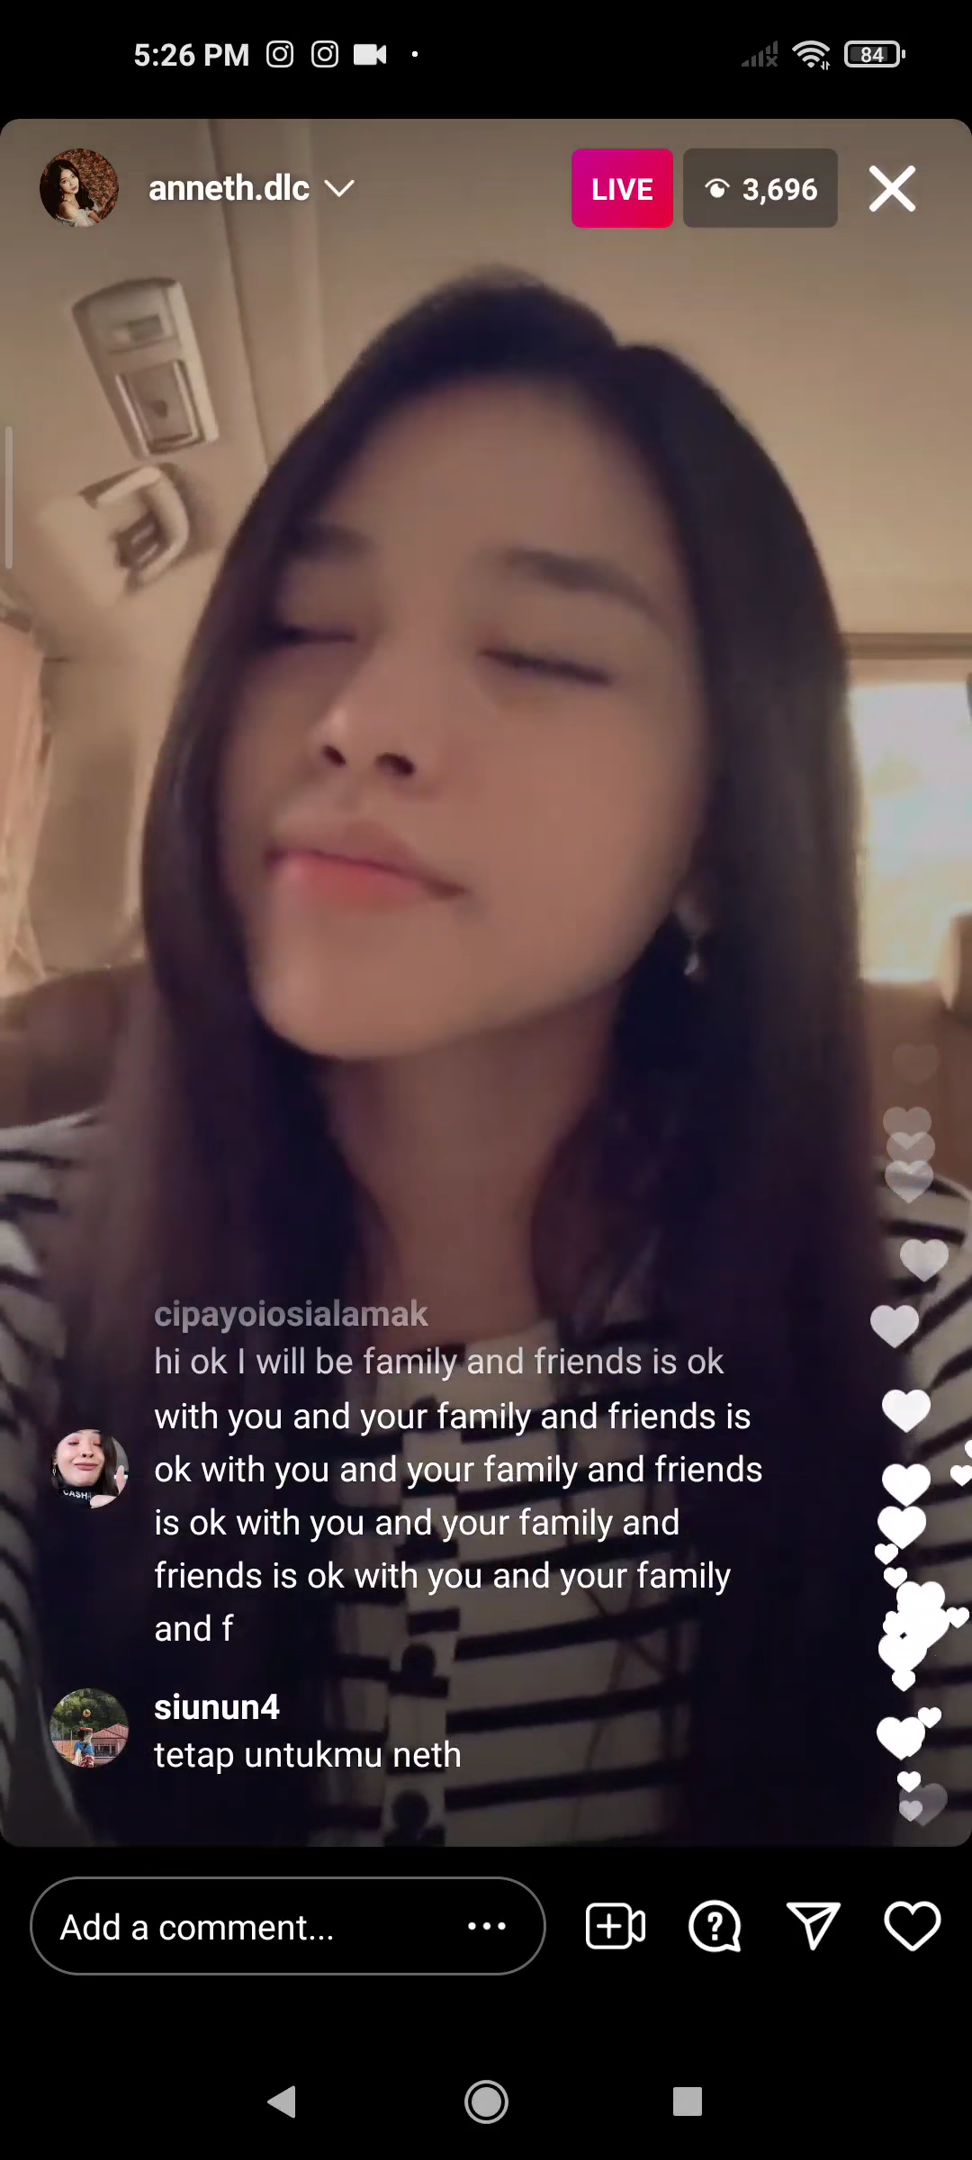 5:26 PM
84
anneth.dlc
LIVE
3,696
cipayoiosialamak
hi ok I will be family and friends is ok
with you and your family and friends is
ok with you and your family and friends
is ok with you and your family and
friends is ok with you and your family
and f
CASH
siunun4
tetap untukmu neth
Add a comment...